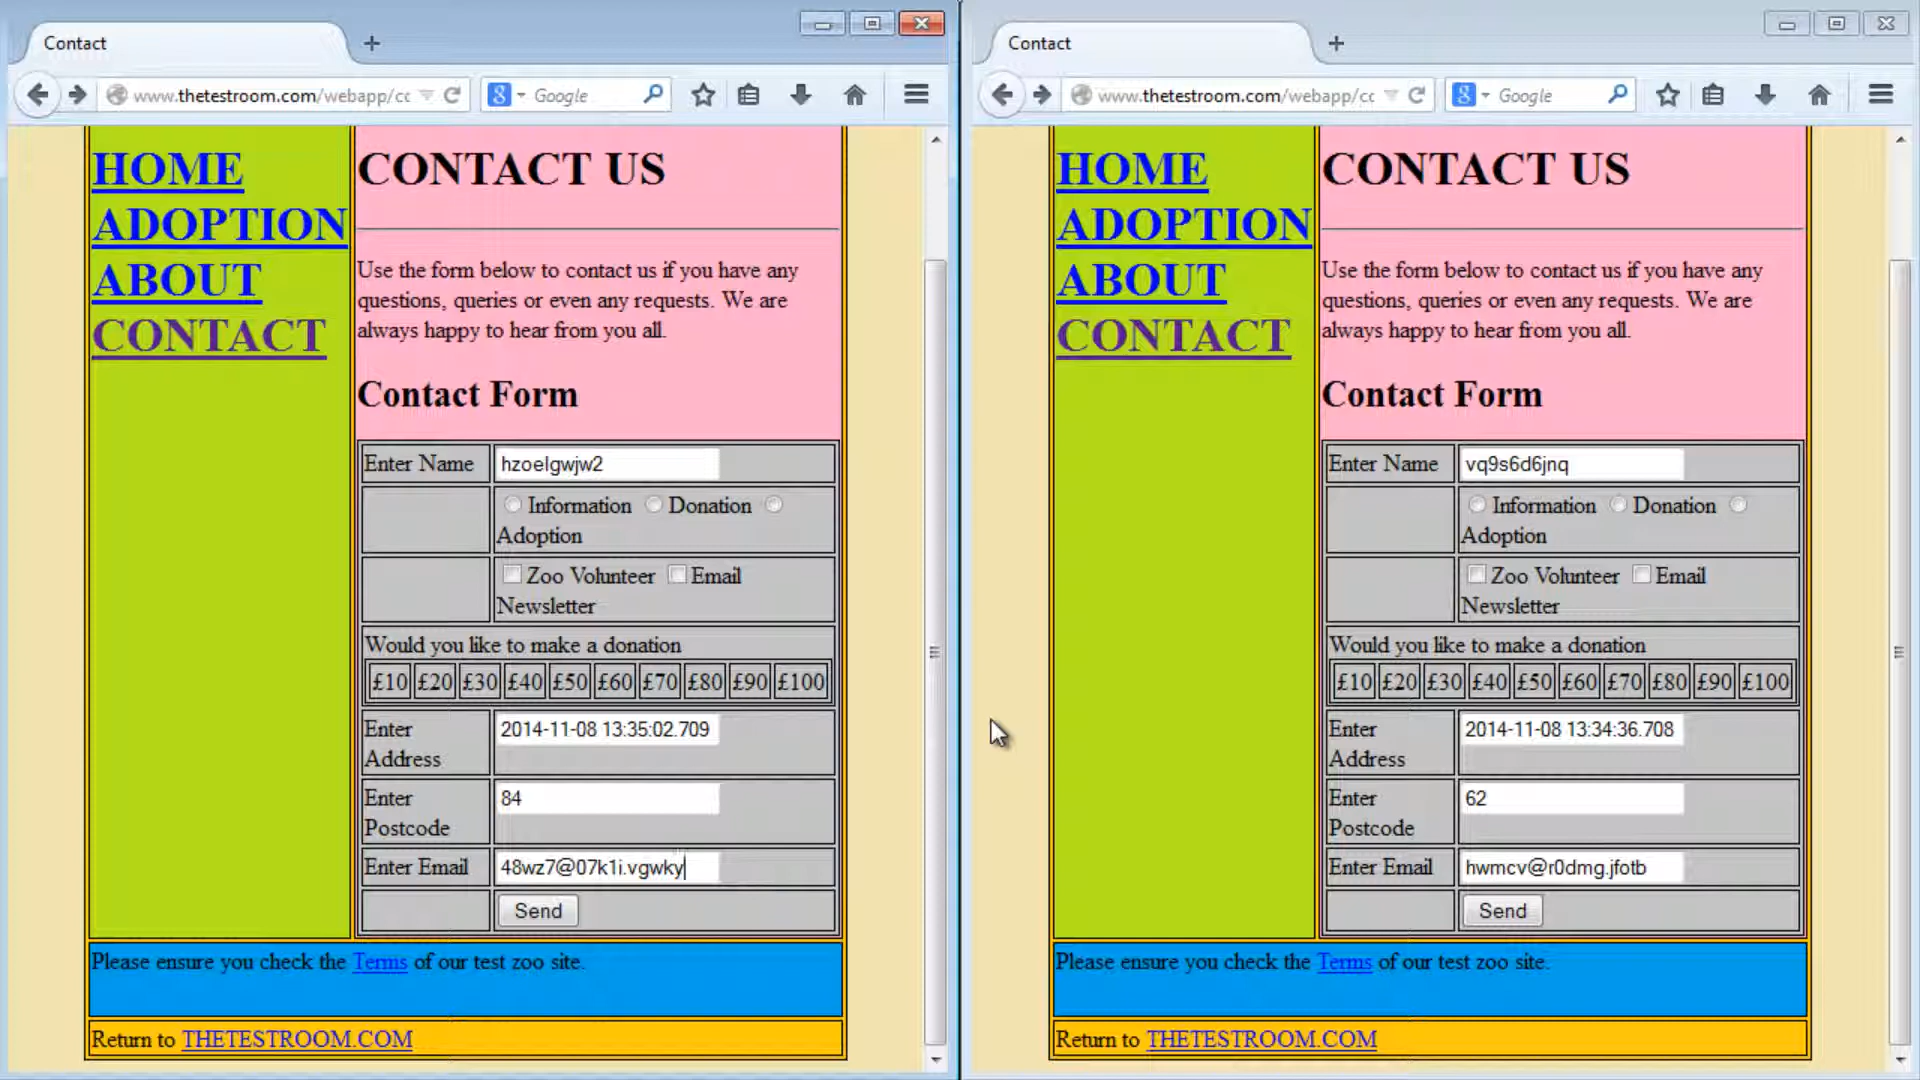 Contact
www.thetestroom.com/webapp/cc
Google
HOME
ADOPTION
ABOUT
CONTACT
CONTACT US
Use the form below to contact us if you have any
questions, queries or even any requests. We are
always happy to hear from you all.
Contact Form
Enter Name hzoelgwjw2
Information Donation
Adoption
Zoo Volunteer Email
Newsletter
Would you like to make a donation
£10 £20 £30 £40 £50 £60 £70 £80 £90 £100
Enter Address 2014-11-08 13:35:02.709
Enter Postcode 84
Enter Email 48wz7@07k1i.vgwky
Send
Please ensure you check the Terms of our test zoo site.
Return to THETESTROOM.COM
Contact
www.thetestroom.com/webapp/cc
Google
HOME
ADOPTION
ABOUT
CONTACT
CONTACT US
Use the form below to contact us if you have any
questions, queries or even any requests. We are
always happy to hear from you all.
Contact Form
Enter Name vq9s6d6jnq
Information Donation
Adoption
Zoo Volunteer Email
Newsletter
Would you like to make a donation
£10 £20 £30 £40 £50 £60 £70 £80 £90 £100
Enter Address 2014-11-08 13:34:36.708
Enter Postcode 62
Enter Email hwmcv@r0dmg.jfotb
Send
Please ensure you check the Terms of our test zoo site.
Return to THETESTROOM.COM